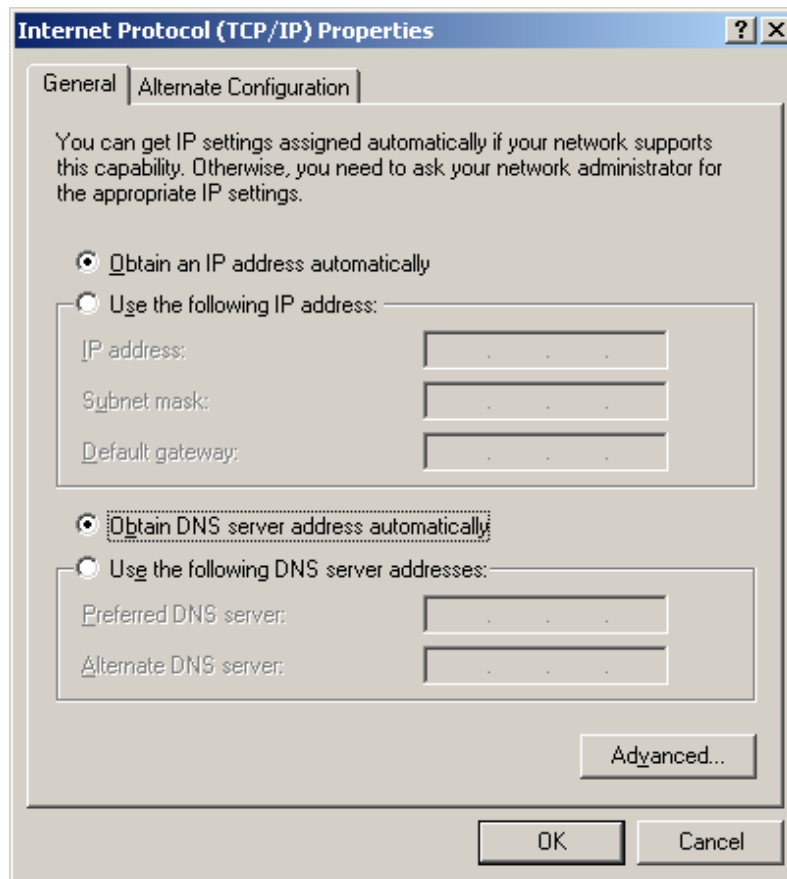 Internet Protocol (TCP/IP) Properties
General
Alternate Configuration
You can get IP settings assigned automatically if your network supports
this capability. Otherwise, you need to ask your network administrator for
the appropriate IP settings.
Obtain an IP address automatically
Use the following IP address:
IP address:
Subnet mask:
Default gateway:
Obtain DNS server address automatically
Use the following DNS server addresses:
Preferred DNS server:
Alternate DNS server:
Advanced...
OK
Cancel